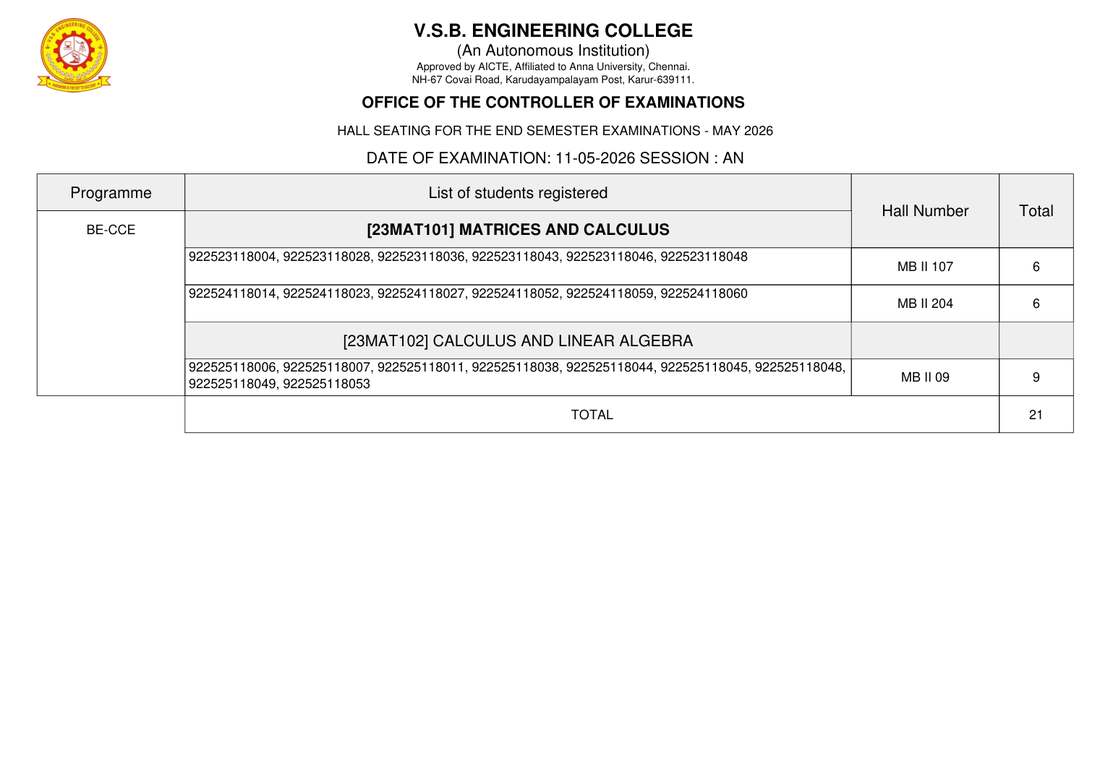 V.S.B. ENGINEERING COLLEGE
(An Autonomous Institution)
Approved by AICTE, Affiliated to Anna University, Chennai.
NH-67 Covai Road, Karudayampalayam Post, Karur-639111.
OFFICE OF THE CONTROLLER OF EXAMINATIONS
HALL SEATING FOR THE END SEMESTER EXAMINATIONS - MAY 2026
DATE OF EXAMINATION: 11-05-2026 SESSION : AN
Programme List of students registered Hall Number Total
BE-CCE [23MAT101] MATRICES AND CALCULUS
922523118004, 922523118028, 922523118036, 922523118043, 922523118046, 922523118048 MB II 107 6
922524118014, 922524118023, 922524118027, 922524118052, 922524118059, 922524118060 MB II 204 6
[23MAT102] CALCULUS AND LINEAR ALGEBRA
922525118006, 922525118007, 922525118011, 922525118038, 922525118044, 922525118045, 922525118048, MB II 09 9
922525118049, 922525118053
TOTAL 21